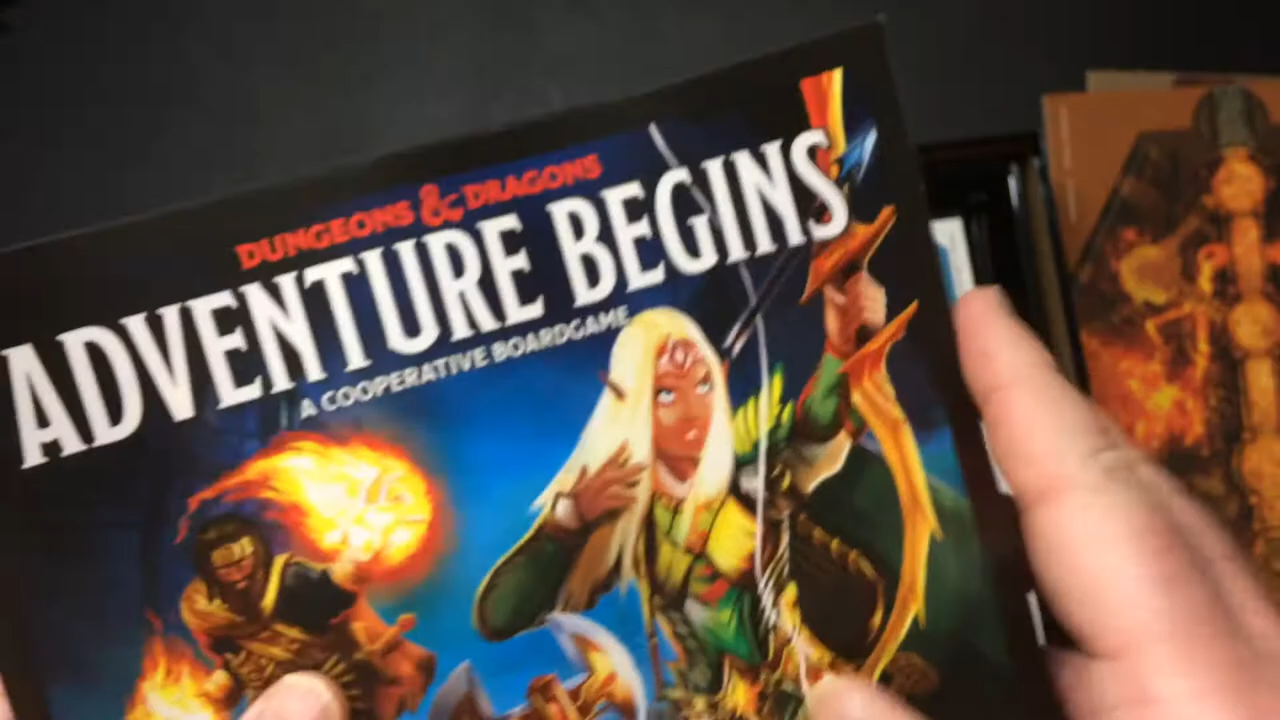 DUNGEONS & DRAGONS
ADVENTURE BEGINS
A COOPERATIVE BOARDGAME